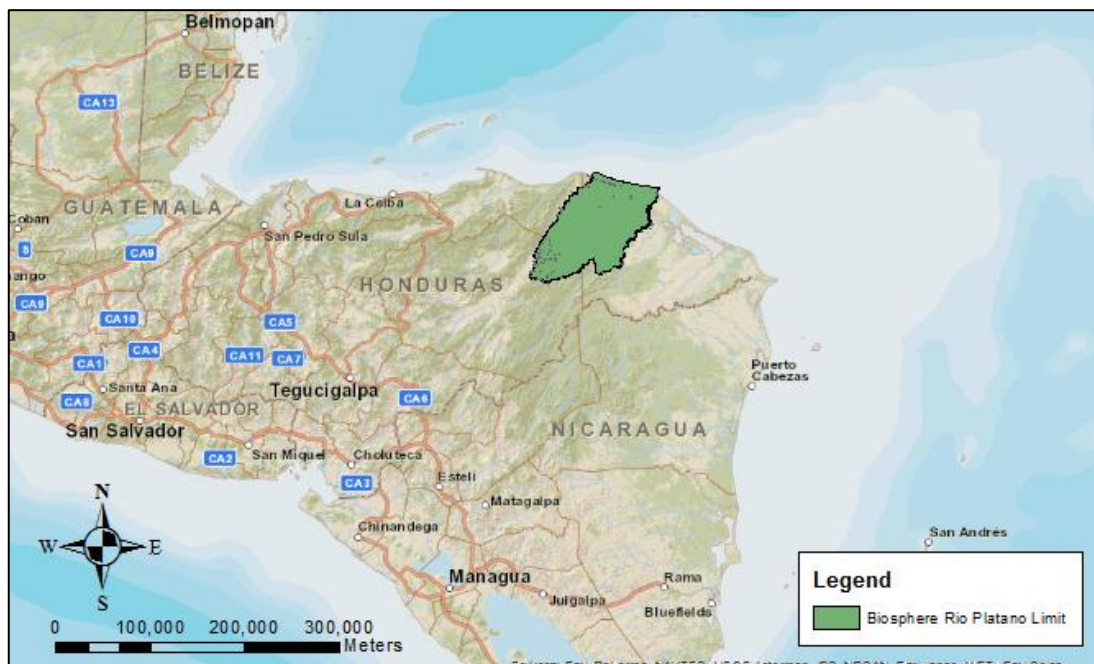 Belmopan
BELIZE
CA13
La Ceiba
GUATEMALA
Coban
San Pedro Sula
5
CA9
HONDURAS
CA9
CA10
CA5
CA4
CA11
CA7
CA1
Puerto
Cabezas
Santa Ana
Tegucigalpa
CA8
CA6
EL SALVADOR
San Salvador
NICARAGUA
San Miguel
Choluteca
CA2
Esteli
CA3
Matagalpa
N
Chinandega
San Andrés
W
E
Managua
Rama
Legend
S
Juigalpa
Bluefields
Biosphere Rio Platano Limit
0 100,000 200,000 300,000
Meters